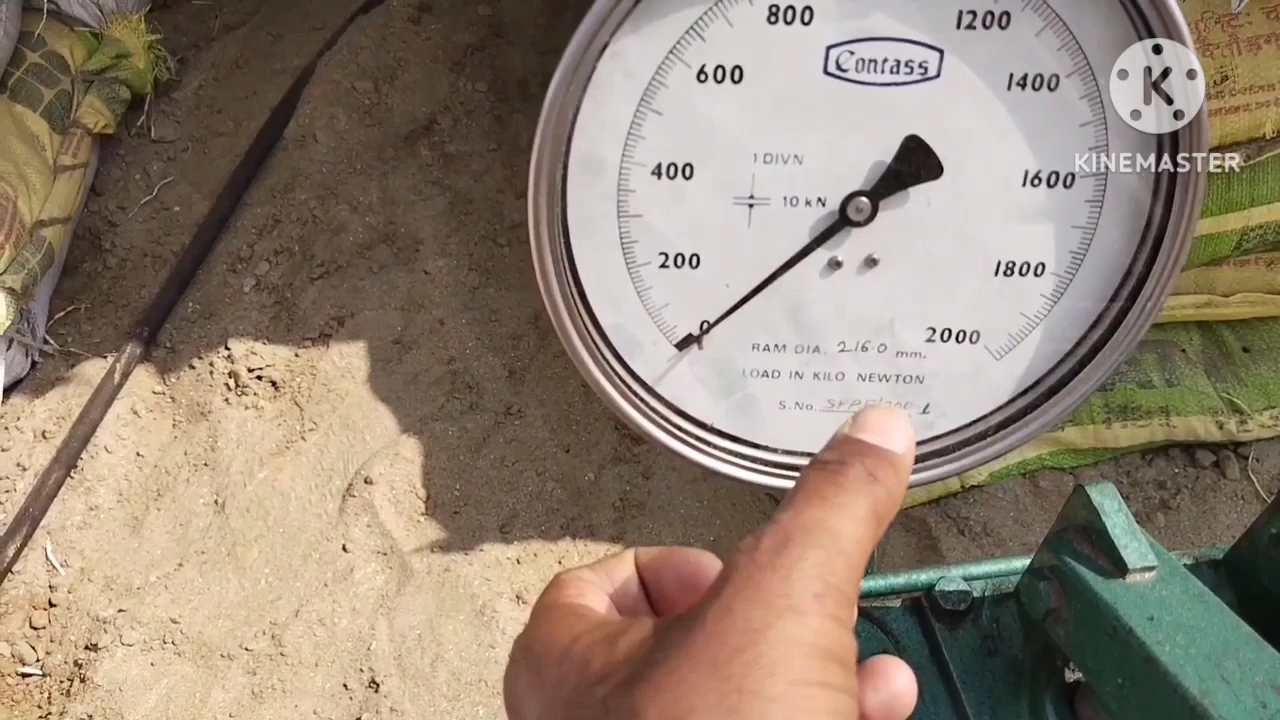 800
1200
Contass
600
1400
1 DIVN
400
1600
10 kN
KINEMASTER
200
1800
0
2000
RAM DIA. 216.0 mm.
LOAD IN KILO NEWTON
S.No.